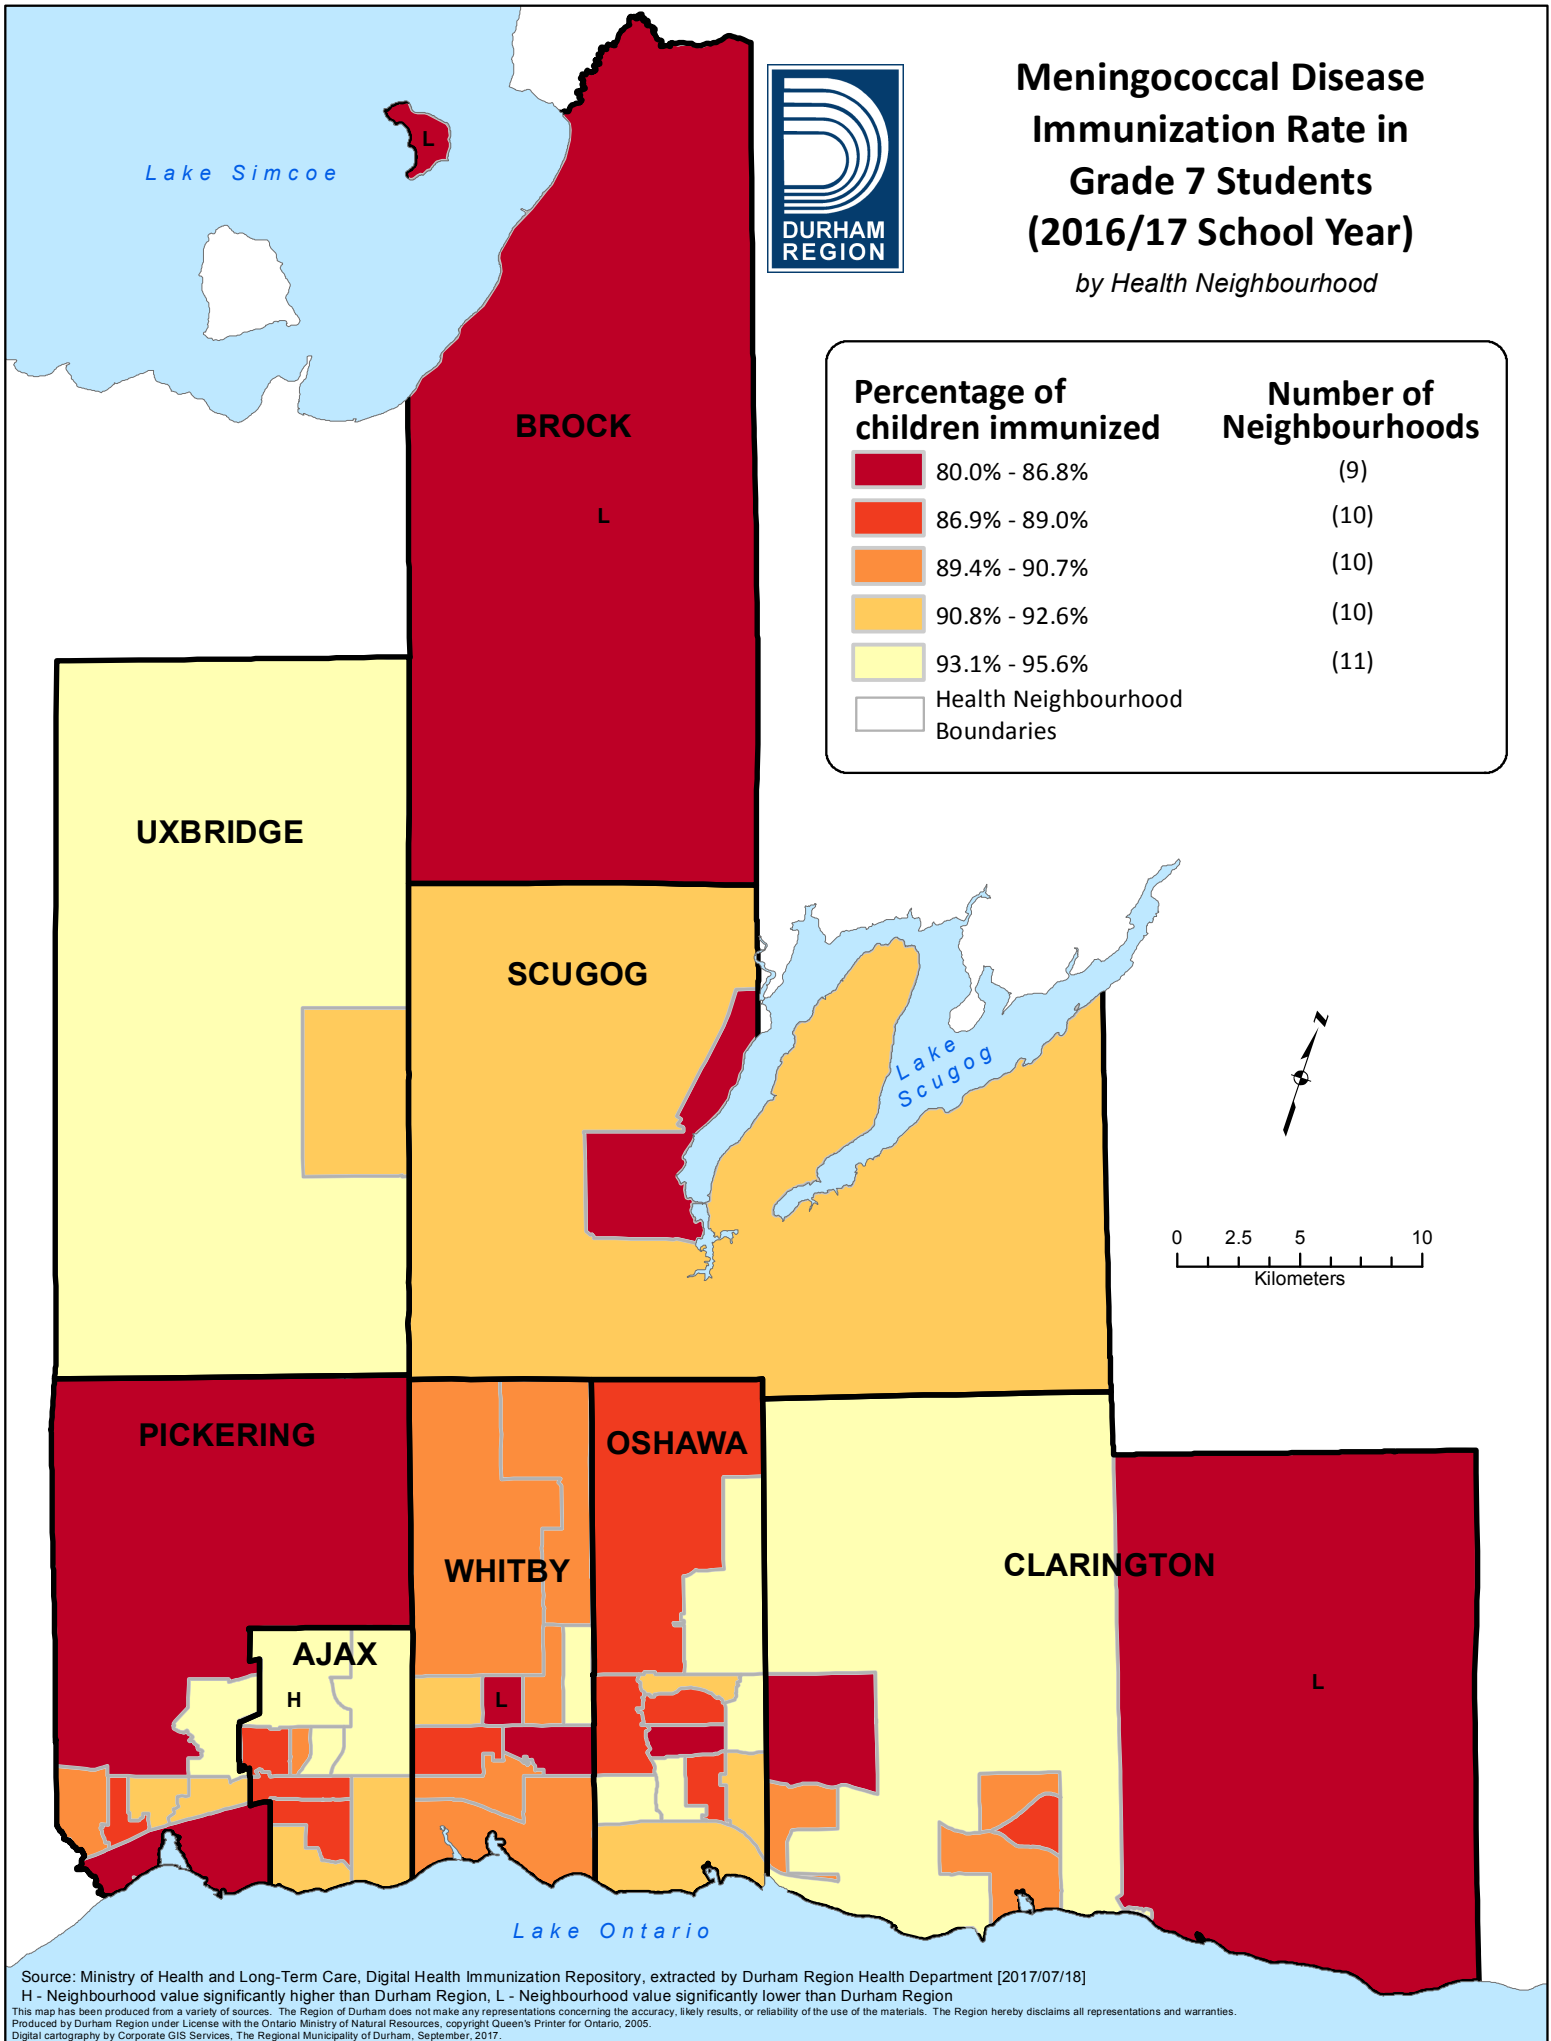 Meningococcal Disease
Immunization Rate in
Grade 7 Students
(2016/17 School Year)
by Health Neighbourhood
DURHAM
REGION
Lake Simcoe
L
Percentage of
children immunized
Number of
Neighbourhoods
80.0% - 86.8% (9)
86.9% - 89.0% (10)
89.4% - 90.7% (10)
90.8% - 92.6% (10)
93.1% - 95.6% (11)
Health Neighbourhood
Boundaries
BROCK
L
UXBRIDGE
SCUGOG
Lake
Scugog
N
0 2.5 5 10
Kilometers
PICKERING
OSHAWA
WHITBY
CLARINGTON
AJAX
H
L
L
Lake Ontario
Source: Ministry of Health and Long-Term Care, Digital Health Immunization Repository, extracted by Durham Region Health Department [2017/07/18]
H - Neighbourhood value significantly higher than Durham Region, L - Neighbourhood value significantly lower than Durham Region
This map has been produced from a variety of sources. The Region of Durham does not make any representations concerning the accuracy, likely results, or reliability of the use of the materials. The Region hereby disclaims all representations and warranties.
Produced by Durham Region under License with the Ontario Ministry of Natural Resources, copyright Queen's Printer for Ontario, 2005.
Digital cartography by Corporate GIS Services, The Regional Municipality of Durham, September, 2017.